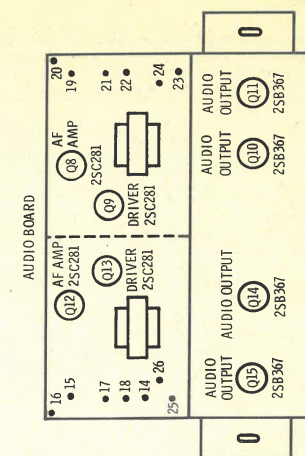 AUDIO BOARD
20
19
21
22
24
23
AF
AMP
Q8
2SC281
Q9
DRIVER
2SC281
AF AMP
2SC281
Q12
Q13
DRIVER
2SC281
16
15
17
18
14
26
25
AUDIO
OUTPUT
Q11
2SB367
AUDIO
OUTPUT
Q10
2SB367
AUDIO OUTPUT
Q14
2SB367
AUDIO
OUTPUT
Q15
2SB367